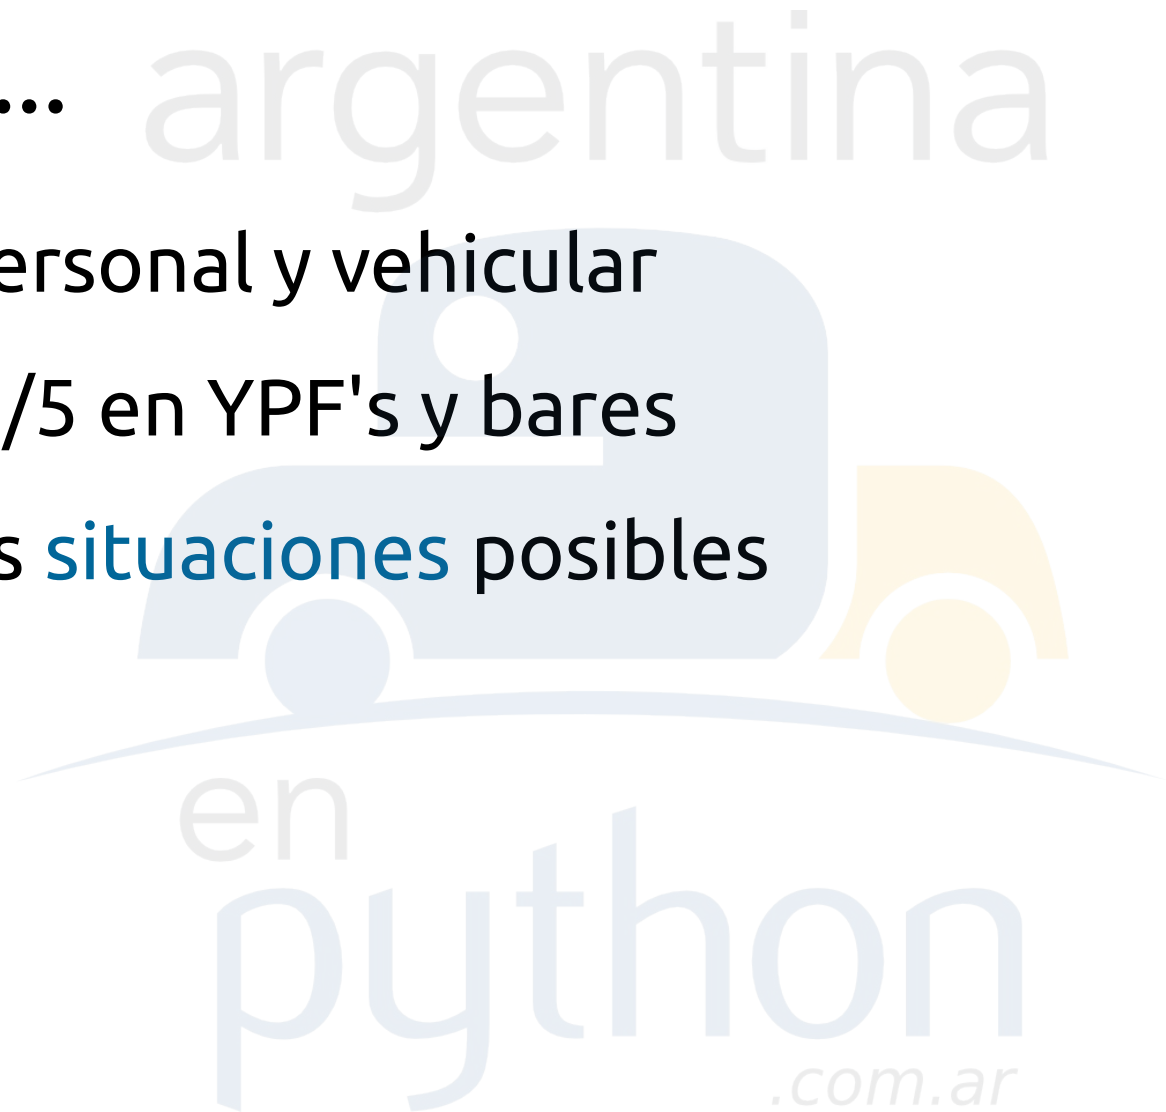 argentina
...
ersonal y vehicular
/5 en YPF's y bares
s situaciones posibles
en
python
.com.ar